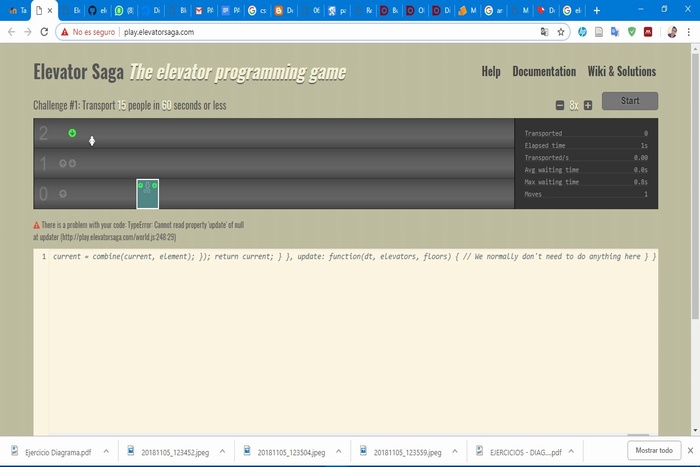 Ta
El
el
(8
Di
Bl
Pi
Pi
cs
De
06
pa
Re
Bu
O
Di
M
ar
M
Di
el
No es seguro | play.elevatorsaga.com
Elevator Saga The elevator programming game
Help Documentation Wiki & Solutions
Challenge #1: Transport 15 people in 60 seconds or less
8x
Start
2
1
0
Transported 0
Elapsed time 1s
Transported/s 0.00
Avg waiting time 0.0s
Max waiting time 0.8s
Moves 1
There is a problem with your code: TypeError: Cannot read property 'update' of null
at updater (http://play.elevatorsaga.com/world.js:248:29)
1 current = combine(current, element); }); return current; } }, update: function(dt, elevators, floors) { // We normally don't need to do anything here } }
Ejercicio Diagrama.pdf
20181105_123452.jpeg
20181105_123504.jpeg
20181105_123559.jpeg
EJERCICIOS - DIAG....pdf
Mostrar todo